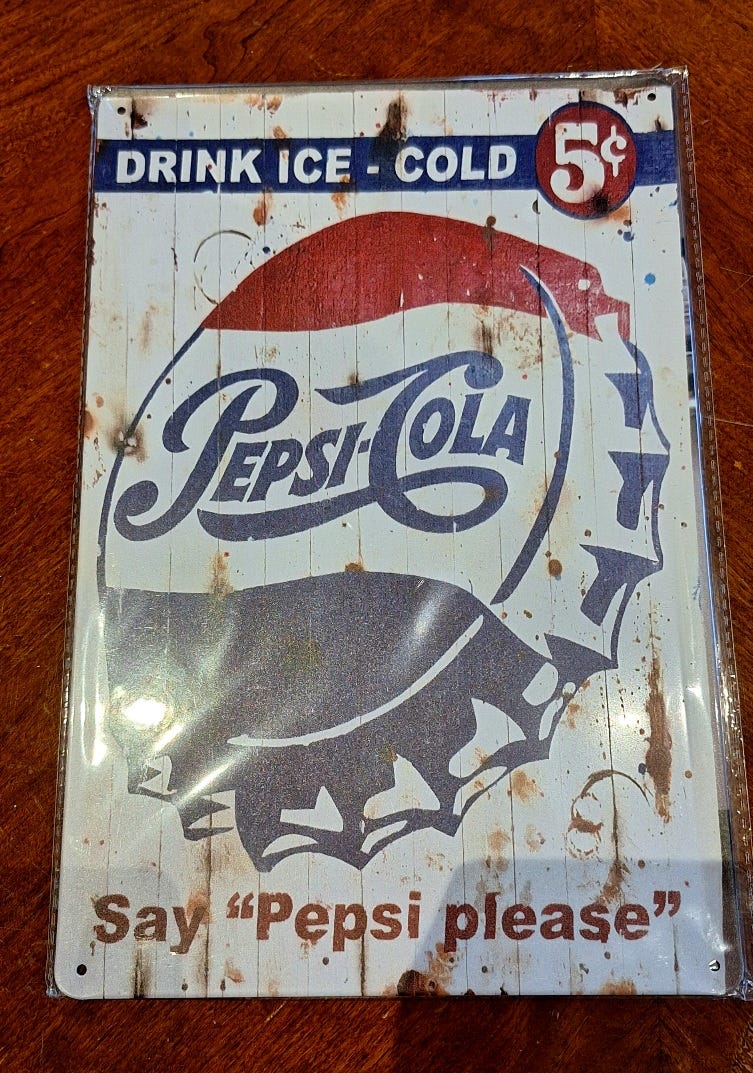 DRINK ICE - COLD 5¢
PEPSI-COLA
Say “Pepsi please”